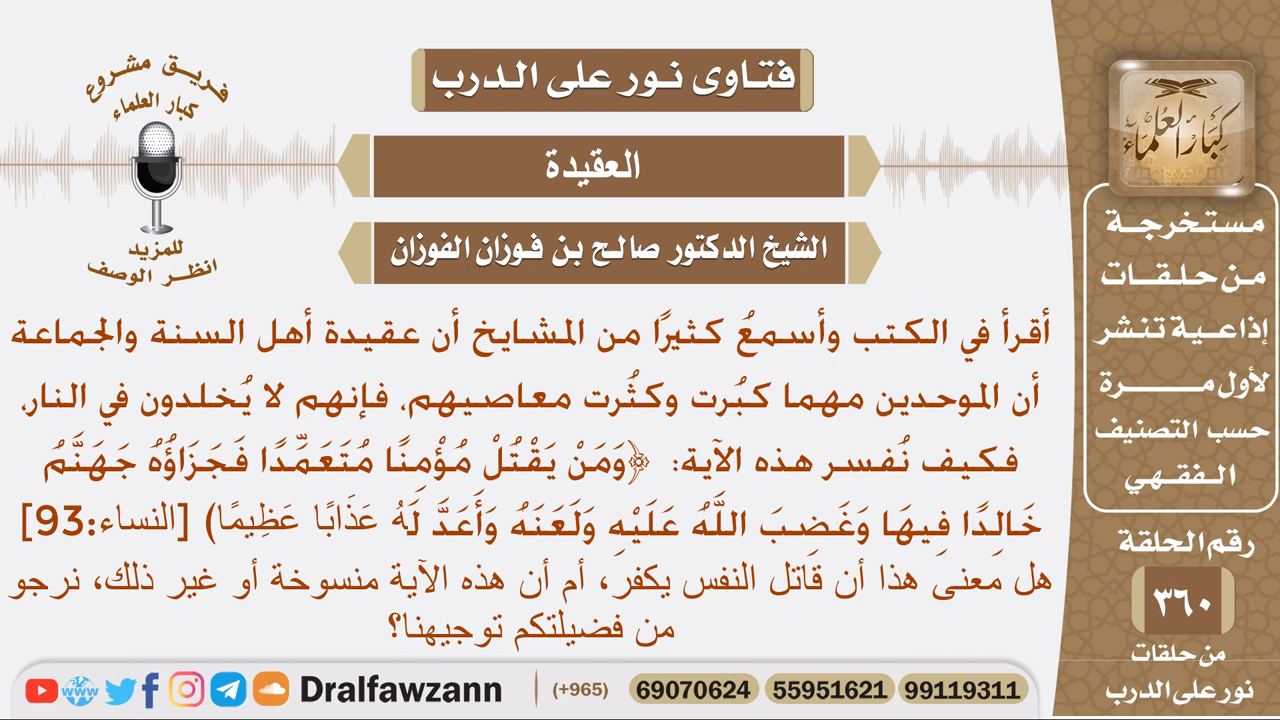 فتاوى نور على الدرب
العقيدة
الشيخ الدكتور صالح بن فوزان الفوزان
فريق مشروع
كبار العلماء
للمزيد
انظر الوصف
أقرأ في الكتب وأسمعُ كثيرًا من المشايخ أن عقيدة أهل السنة والجماعة
أن الموحدين مهما كبُرت وكثُرت معاصيهم، فإنهم لا يُخلدون في النار،
فكيف نُفسر هذه الآية: ﴿وَمَنْ يَقْتُلْ مُؤْمِنًا مُتَعَمِّدًا فَجَزَاؤُهُ جَهَنَّمُ
خَالِدًا فِيهَا وَغَضِبَ اللَّهُ عَلَيْهِ وَلَعَنَهُ وَأَعَدَّ لَهُ عَذَابًا عَظِيمًا) [النساء:93]
هل معنى هذا أن قاتل النفس يكفر، أم أن هذه الآية منسوخة أو غير ذلك، نرجو
من فضيلتكم توجيهنا؟
كبار العلماء
مستخرجة
من حلقات
إذاعية تنشر
لأول مرة
حسب التصنيف
الفقهي
رقم الحلقة
٣٦٠
من حلقات
نور على الدرب
www Dralfawzann (+965) 69070624 55951621 99119311